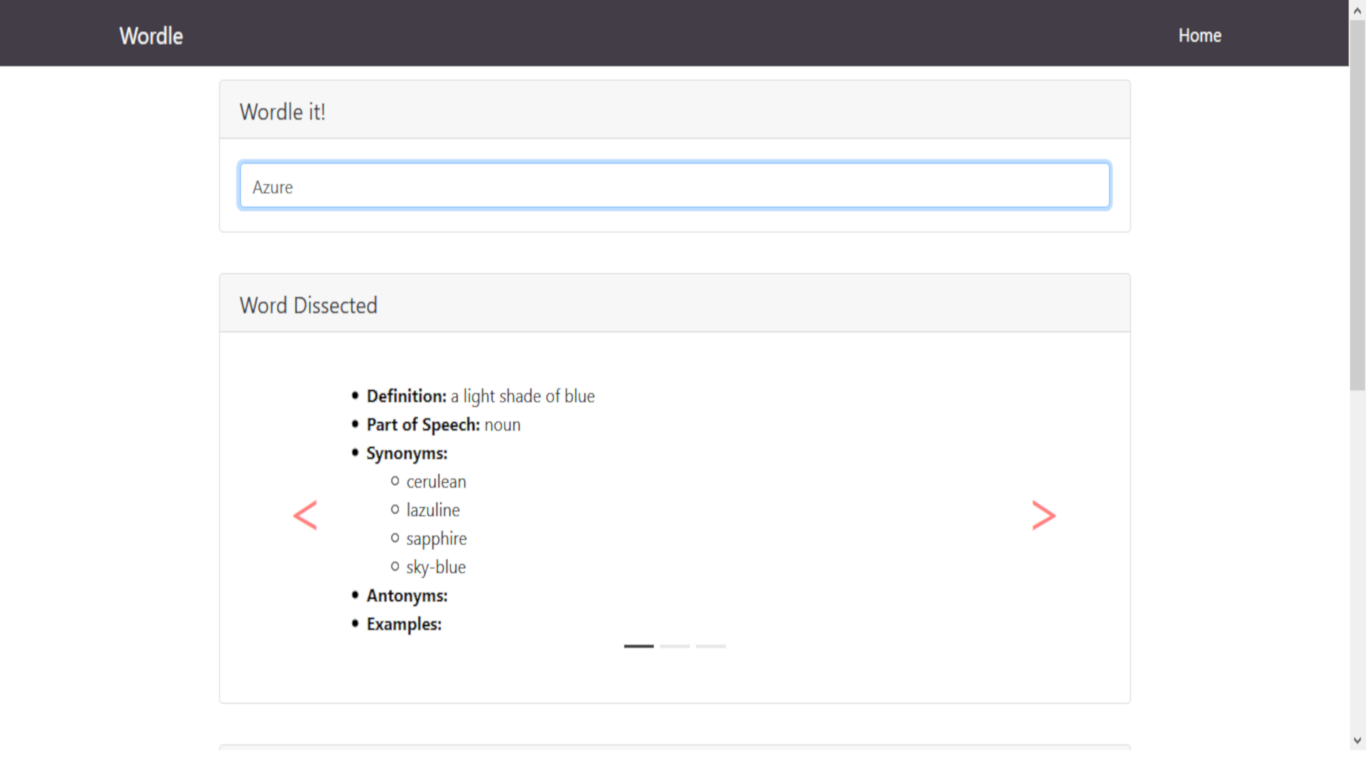 Wordle
Home
Wordle it!
Azure
Word Dissected
• Definition: a light shade of blue
• Part of Speech: noun
• Synonyms:
○ cerulean
○ lazuline
○ sapphire
○ sky-blue
• Antonyms:
• Examples: